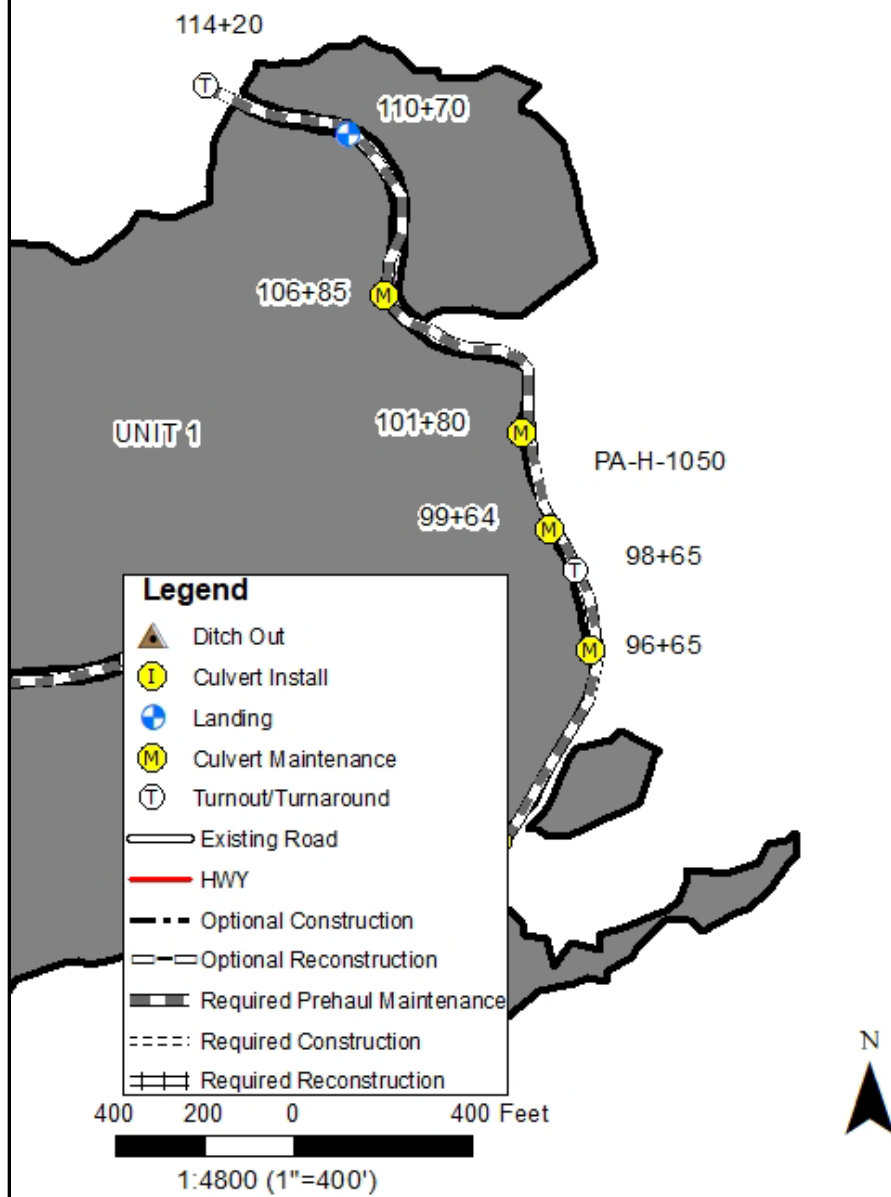 114+20
T
110+70
106+85
M
101+80
M
UNIT 1
PA-H-1050
99+64
M
98+65
T
96+65
M
Legend
Ditch Out
I Culvert Install
Landing
M Culvert Maintenance
T Turnout/Turnaround
Existing Road
HWY
Optional Construction
Optional Reconstruction
Required Prehaul Maintenance
Required Construction
Required Reconstruction
N
400 200 0 400 Feet
1:4800 (1"=400')